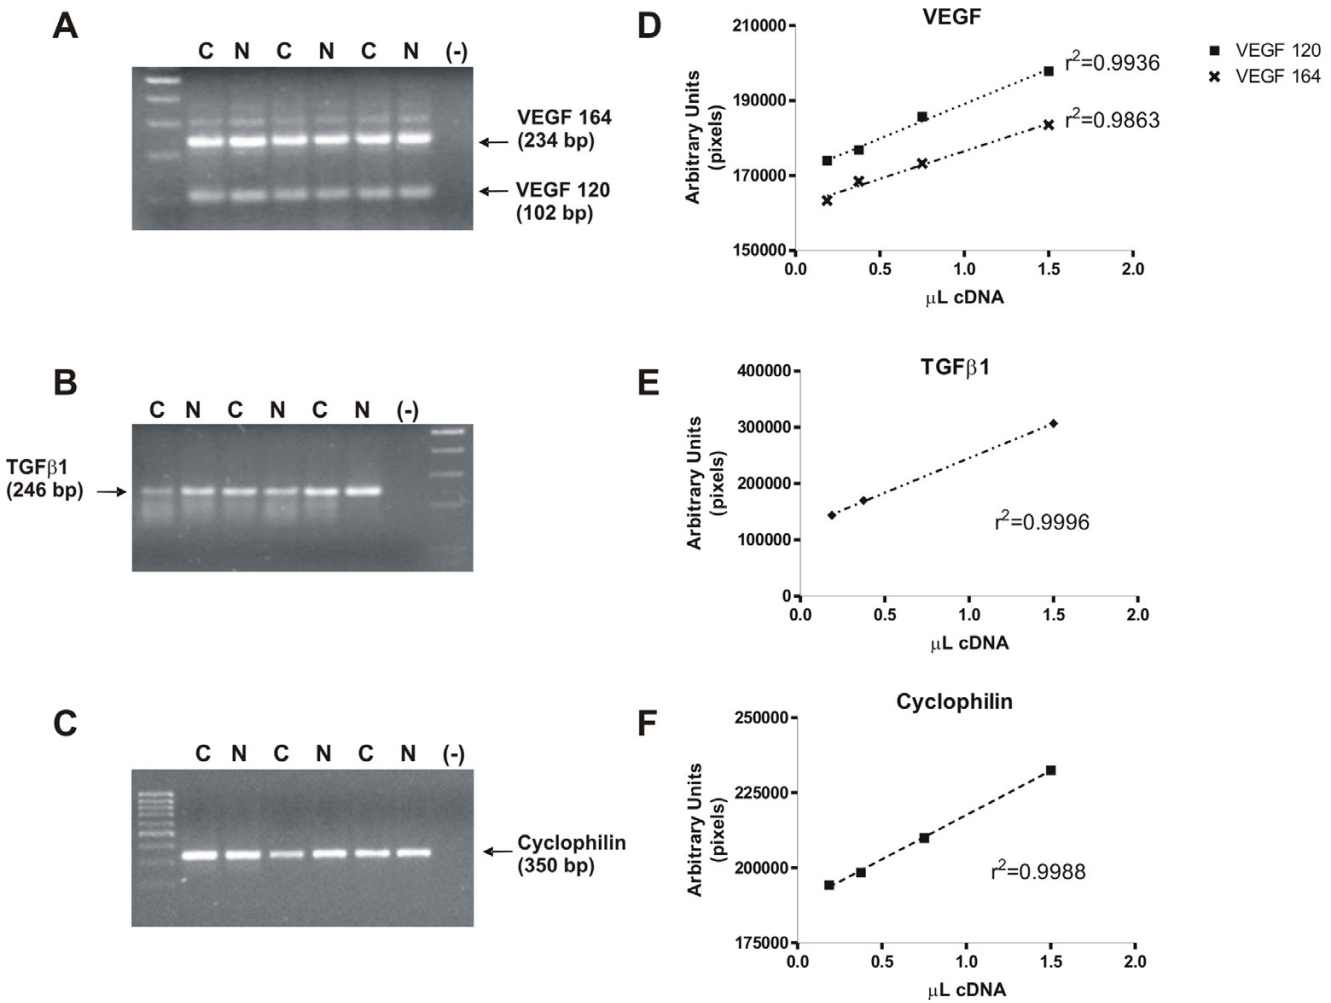 A
C N C N C N (-)
VEGF 164
(234 bp)
VEGF 120
(102 bp)
D
VEGF
210000
190000
170000
150000
Arbitrary Units
(pixels)
r²=0.9936
r²=0.9863
VEGF 120
VEGF 164
0.0 0.5 1.0 1.5 2.0
μL cDNA
B
C N C N C N (-)
TGFβ1
(246 bp)
E
TGFβ1
400000
300000
200000
100000
0
Arbitrary Units
(pixels)
r²=0.9996
0.0 0.5 1.0 1.5 2.0
μL cDNA
C
C N C N C N (-)
Cyclophilin
(350 bp)
F
Cyclophilin
250000
225000
200000
175000
Arbitrary Units
(pixels)
r²=0.9988
0.0 0.5 1.0 1.5 2.0
μL cDNA